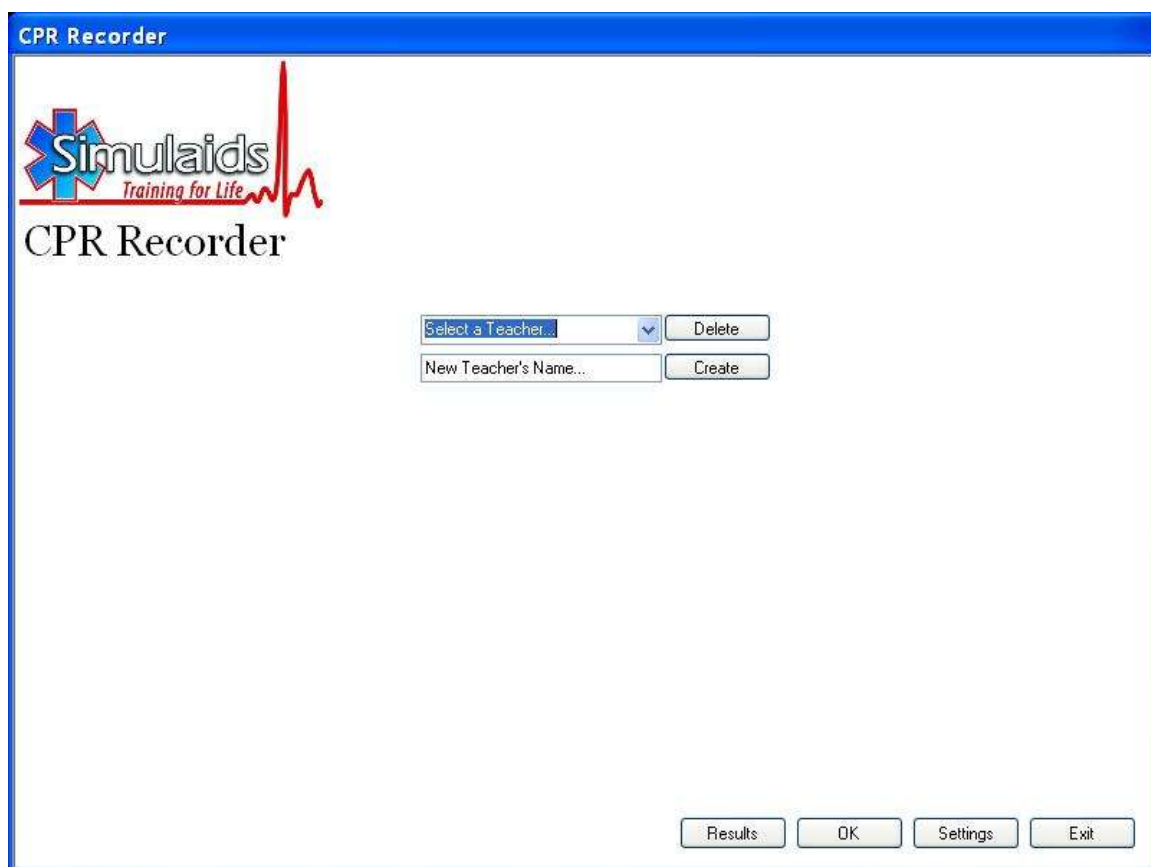 CPR Recorder
Simulaids
Training for Life
CPR Recorder
Select a Teacher... Delete
New Teacher's Name... Create
Results OK Settings Exit